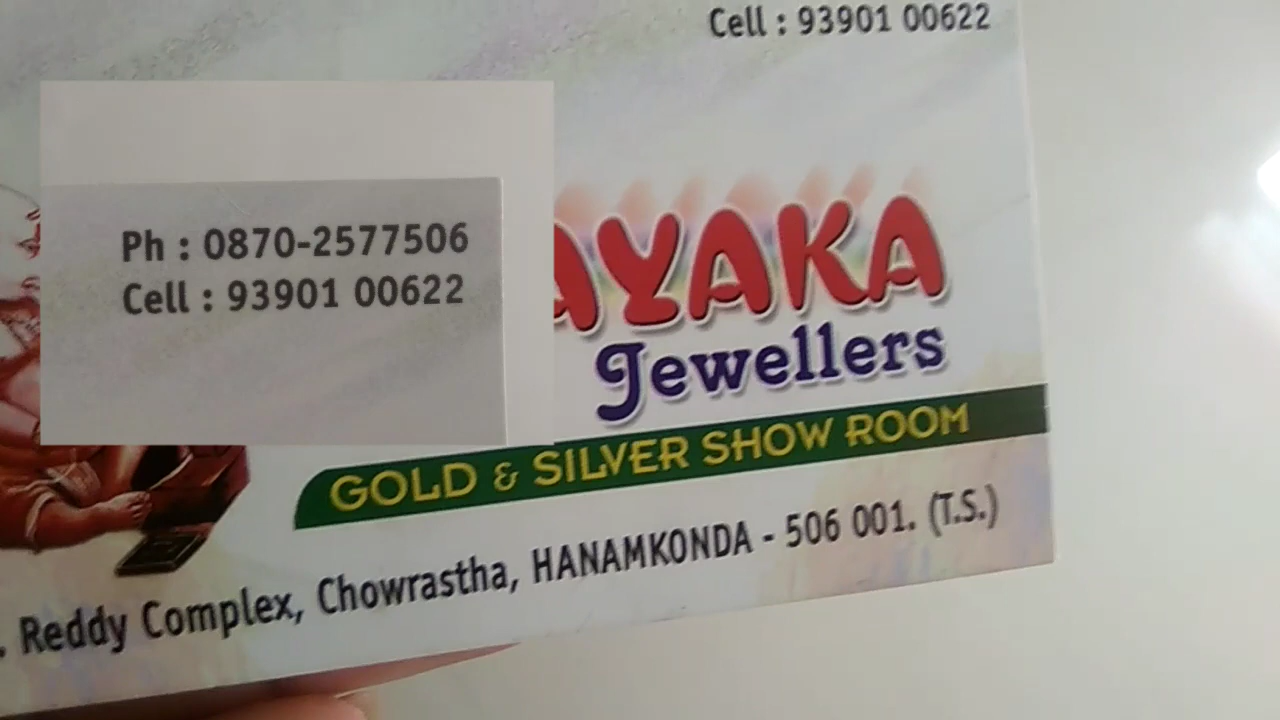 Cell : 93901 00622
Ph : 0870-2577506
Cell : 93901 00622
AYAKA
Jewellers
GOLD & SILVER SHOW ROOM
. Reddy Complex, Chowrastha, HANAMKONDA - 506 001. (T.S.)